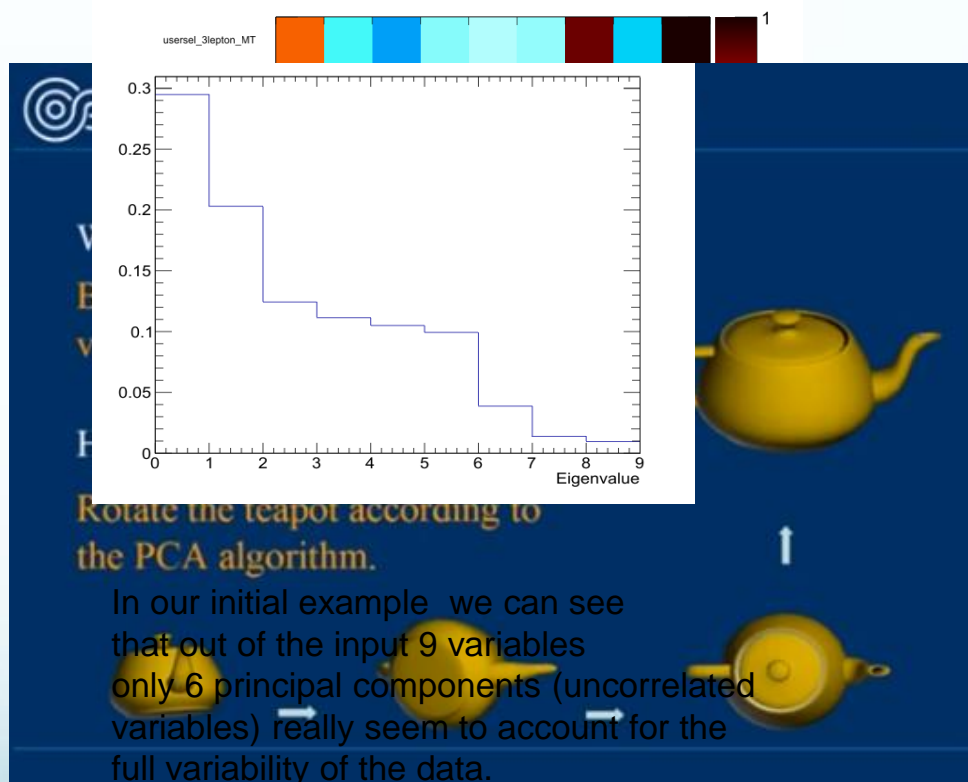 usersel_3lepton_MT
1
0.3
0.25
0.2
0.15
0.1
0.05
0
0 1 2 3 4 5 6 7 8 9
Eigenvalue
Rotate the teapot according to
the PCA algorithm.
In our initial example we can see
that out of the input 9 variables
only 6 principal components (uncorrelated
variables) really seem to account for the
full variability of the data.